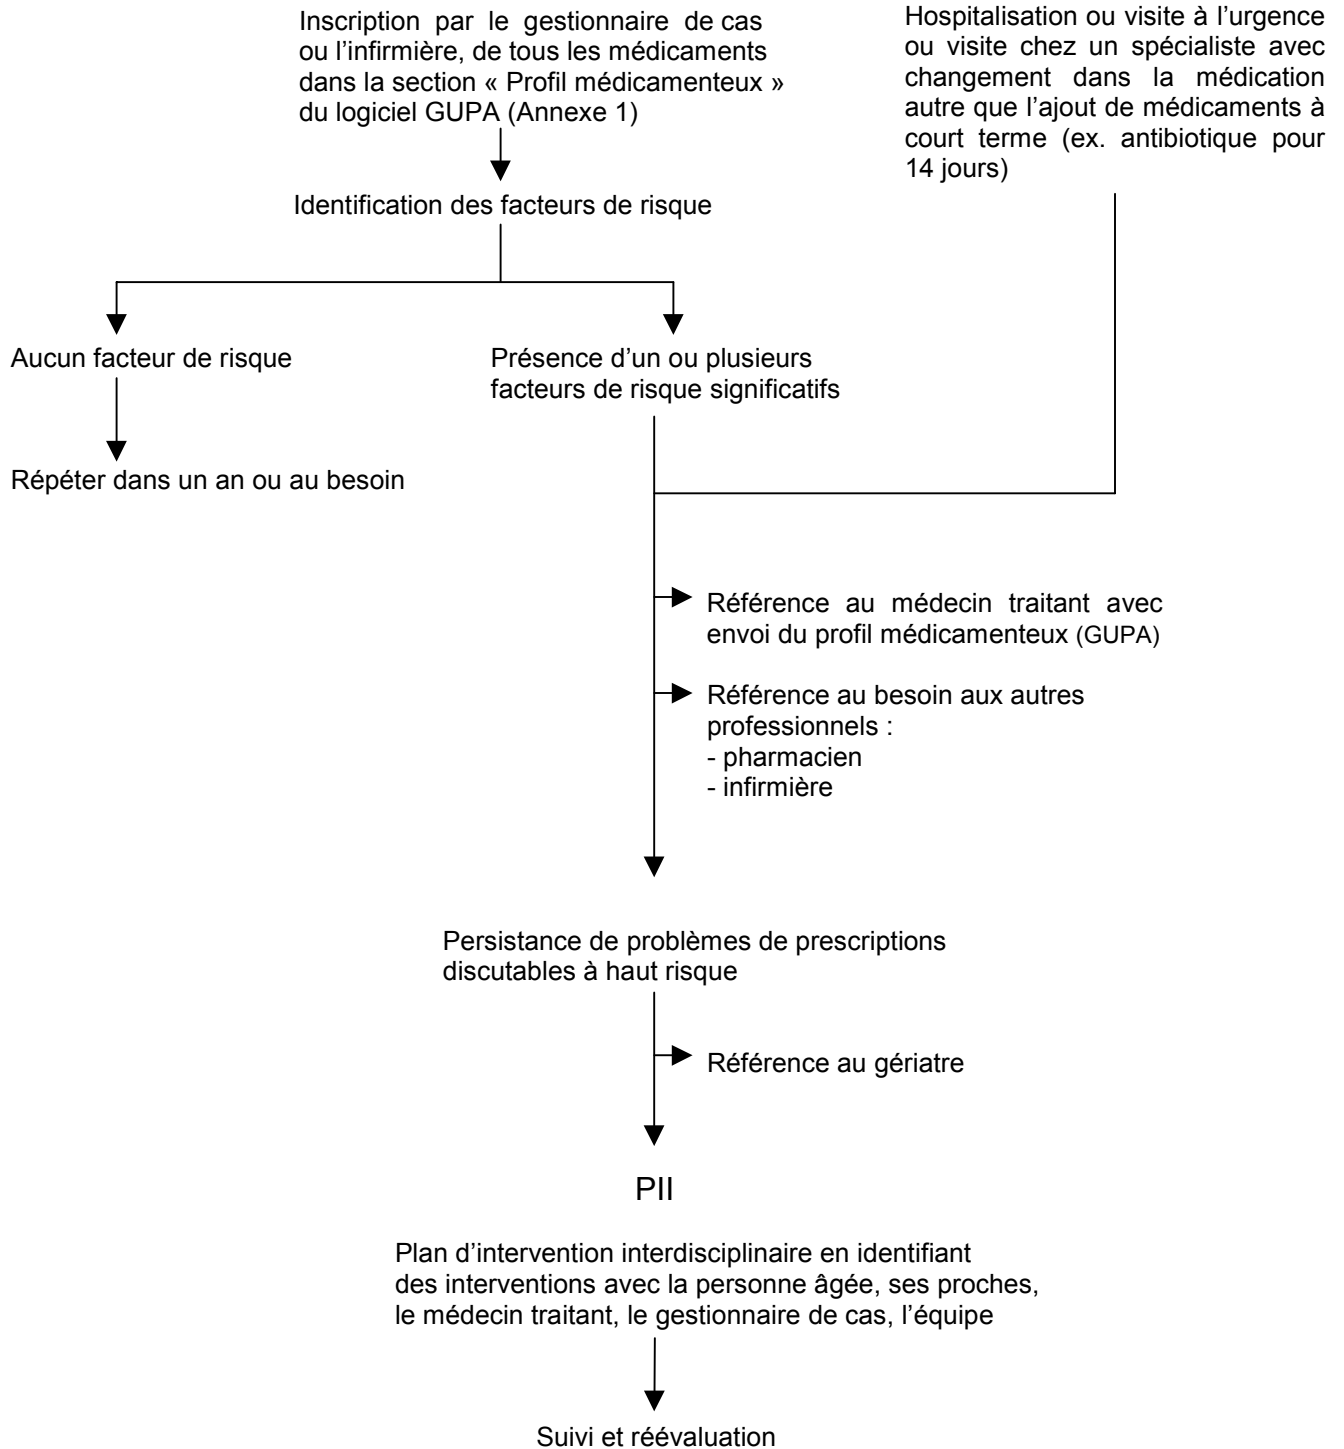 Inscription par le gestionnaire de cas
ou l’infirmière, de tous les médicaments
dans la section « Profil médicamenteux »
du logiciel GUPA (Annexe 1)
Hospitalisation ou visite à l’urgence
ou visite chez un spécialiste avec
changement dans la médication
autre que l’ajout de médicaments à
court terme (ex. antibiotique pour
14 jours)
Identification des facteurs de risque
Aucun facteur de risque
Présence d’un ou plusieurs
facteurs de risque significatifs
Répéter dans un an ou au besoin
Référence au médecin traitant avec
envoi du profil médicamenteux (GUPA)
Référence au besoin aux autres
professionnels :
- pharmacien
- infirmière
Persistance de problèmes de prescriptions
discutables à haut risque
Référence au gériatre
PII
Plan d’intervention interdisciplinaire en identifiant
des interventions avec la personne âgée, ses proches,
le médecin traitant, le gestionnaire de cas, l’équipe
Suivi et réévaluation